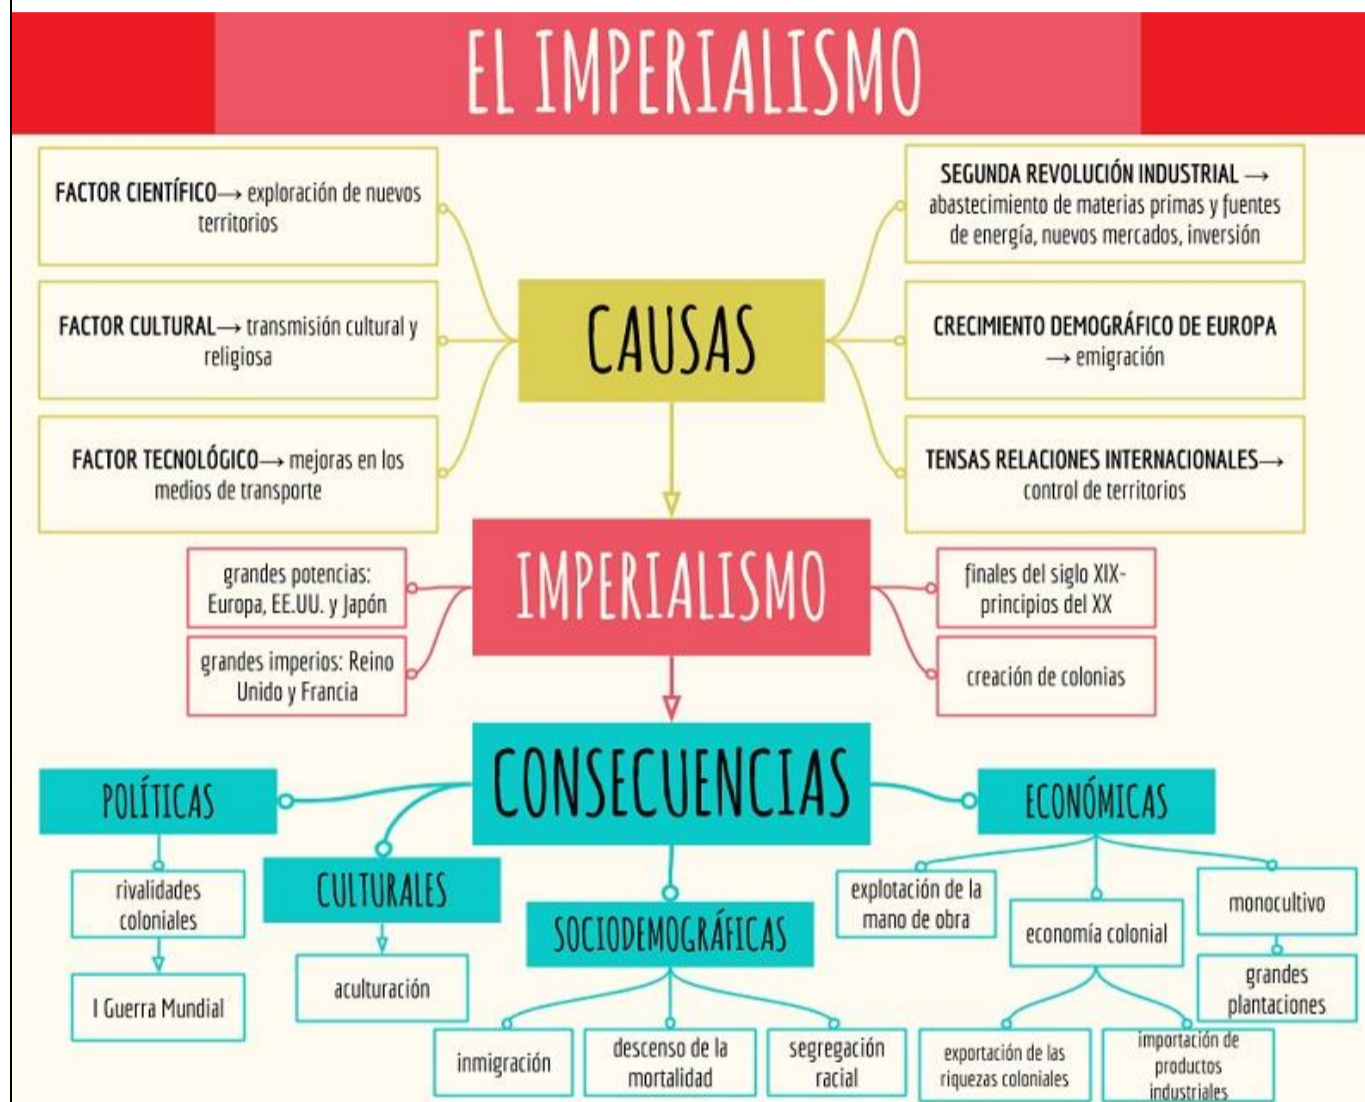 EL IMPERIALISMO
FACTOR CIENTÍFICO→ exploración de nuevos
territorios
FACTOR CULTURAL→ transmisión cultural y
religiosa
FACTOR TECNOLÓGICO→ mejoras en los
medios de transporte
CAUSAS
SEGUNDA REVOLUCIÓN INDUSTRIAL →
abastecimiento de materias primas y fuentes
de energía, nuevos mercados, inversión
CRECIMIENTO DEMOGRÁFICO DE EUROPA
→ emigración
TENSAS RELACIONES INTERNACIONALES→
control de territorios
IMPERIALISMO
grandes potencias:
Europa, EE.UU. y Japón
grandes imperios: Reino
Unido y Francia
finales del siglo XIX-
principios del XX
creación de colonias
CONSECUENCIAS
POLÍTICAS
rivalidades
coloniales
I Guerra Mundial
CULTURALES
aculturación
SOCIODEMOGRÁFICAS
inmigración
descenso de la
mortalidad
segregación
racial
ECONÓMICAS
explotación de la
mano de obra
economía colonial
exportación de las
riquezas coloniales
importación de
productos
industriales
monocultivo
grandes
plantaciones